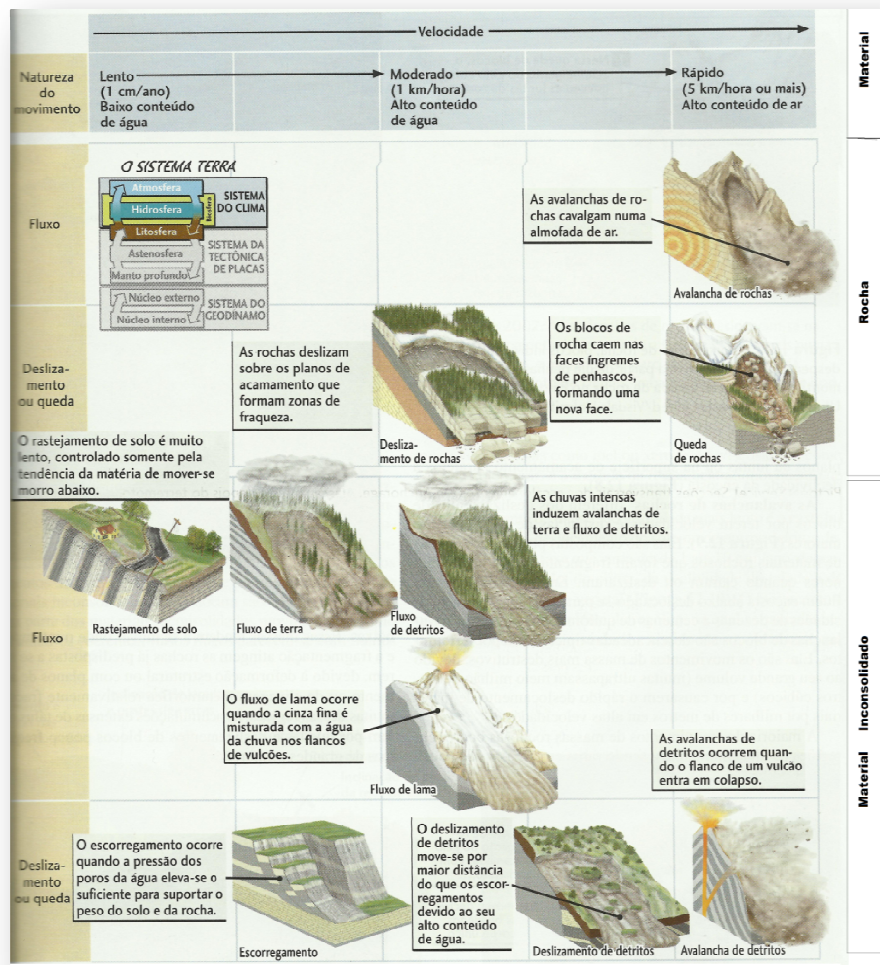 Velocidade
Material
Natureza
do
movimento
Lento
(1 cm/ano)
Baixo conteúdo
de água
Moderado
(1 km/hora)
Alto conteúdo
de água
Rápido
(5 km/hora ou mais)
Alto conteúdo de ar
Rocha
Fluxo
O SISTEMA TERRA
Atmosfera
Hidrosfera
Biosfera
Litosfera
SISTEMA
DO CLIMA
Astenosfera
Manto profundo
SISTEMA DA
TECTÔNICA
DE PLACAS
Núcleo externo
Núcleo interno
SISTEMA DO
GEODÍNAMO
As avalanchas de ro-
chas cavalgam numa
almofada de ar.
Avalancha de rochas
Desliza-
mento
ou queda
As rochas deslizam
sobre os planos de
acamamento que
formam zonas de
fraqueza.
Desliza-
mento de rochas
Os blocos de
rocha caem nas
faces íngremes
de penhascos,
formando uma
nova face.
Queda
de rochas
Material Inconsolidado
Fluxo
O rastejamento de solo é muito
lento, controlado somente pela
tendência da matéria de mover-se
morro abaixo.
Rastejamento de solo
Fluxo de terra
Fluxo
de detritos
As chuvas intensas
induzem avalanchas de
terra e fluxo de detritos.
O fluxo de lama ocorre
quando a cinza fina é
misturada com a água
da chuva nos flancos
de vulcões.
Fluxo de lama
As avalanchas de
detritos ocorrem quan-
do o flanco de um vulcão
entra em colapso.
Desliza-
mento
ou queda
O escorregamento ocorre
quando a pressão dos
poros da água eleva-se o
suficiente para suportar o
peso do solo e da rocha.
Escorregamento
O deslizamento
de detritos
move-se por
maior distância
do que os escor-
regamentos
devido ao seu
alto conteúdo
de água.
Deslizamento de detritos
Avalancha de detritos